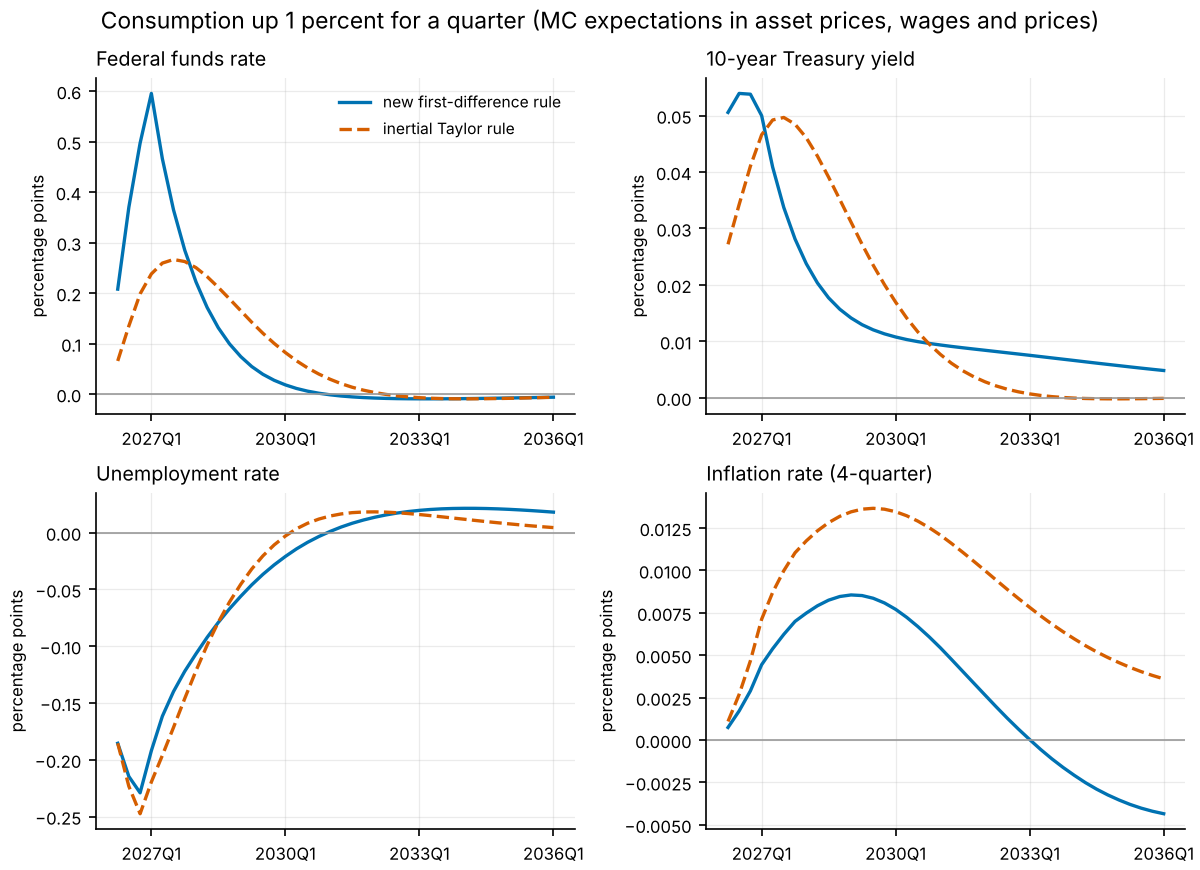 Consumption up 1 percent for a quarter (MC expectations in asset prices, wages and prices)
Federal funds rate
percentage points
0.6
0.5
0.4
0.3
0.2
0.1
0.0
new first-difference rule
inertial Taylor rule
2027Q1 2030Q1 2033Q1 2036Q1
10-year Treasury yield
percentage points
0.05
0.04
0.03
0.02
0.01
0.00
2027Q1 2030Q1 2033Q1 2036Q1
Unemployment rate
percentage points
0.00
−0.05
−0.10
−0.15
−0.20
−0.25
2027Q1 2030Q1 2033Q1 2036Q1
Inflation rate (4-quarter)
percentage points
0.0125
0.0100
0.0075
0.0050
0.0025
0.0000
−0.0025
−0.0050
2027Q1 2030Q1 2033Q1 2036Q1